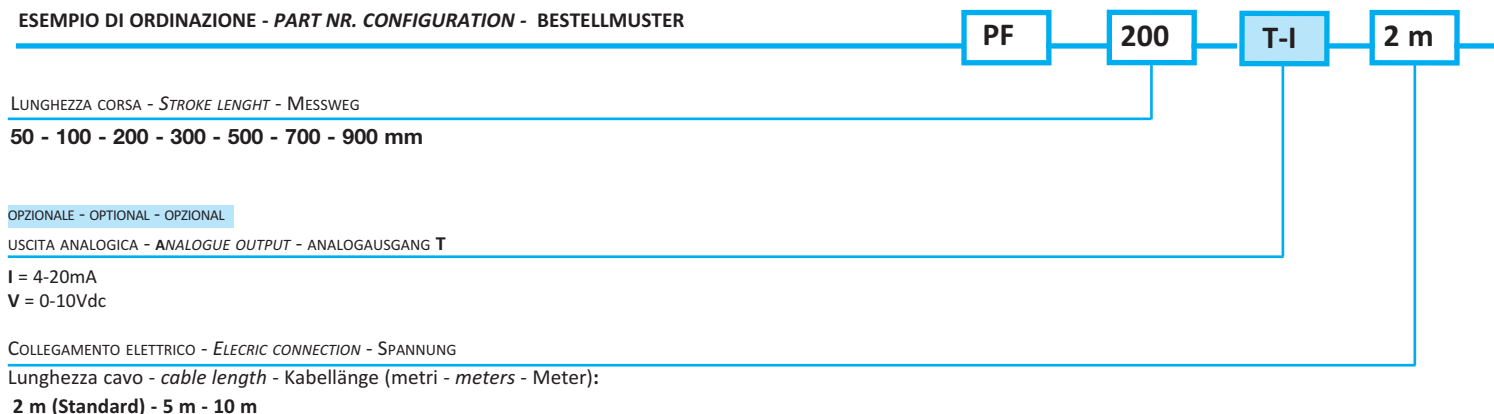 ESEMPIO DI ORDINAZIONE - PART NR. CONFIGURATION - BESTELLMUSTER
PF 200 T-I 2 m
LUNGHEZZA CORSA - STROKE LENGHT - MESSWEG
50 - 100 - 200 - 300 - 500 - 700 - 900 mm
OPZIONALE - OPTIONAL - OPZIONAL
USCITA ANALOGICA - ANALOGUE OUTPUT - ANALOGAUSGANG T
I = 4-20mA
V = 0-10Vdc
COLLEGAMENTO ELETTRICO - ELECRIC CONNECTION - SPANNUNG
Lunghezza cavo - cable length - Kabellänge (metri - meters - Meter):
2 m (Standard) - 5 m - 10 m